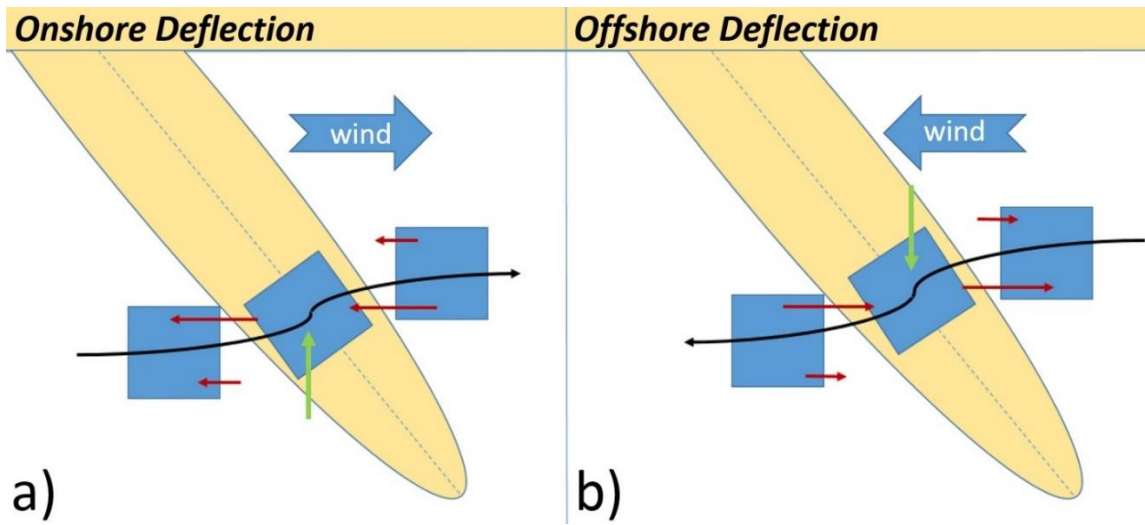 Onshore Deflection
Offshore Deflection
wind
wind
a)
b)